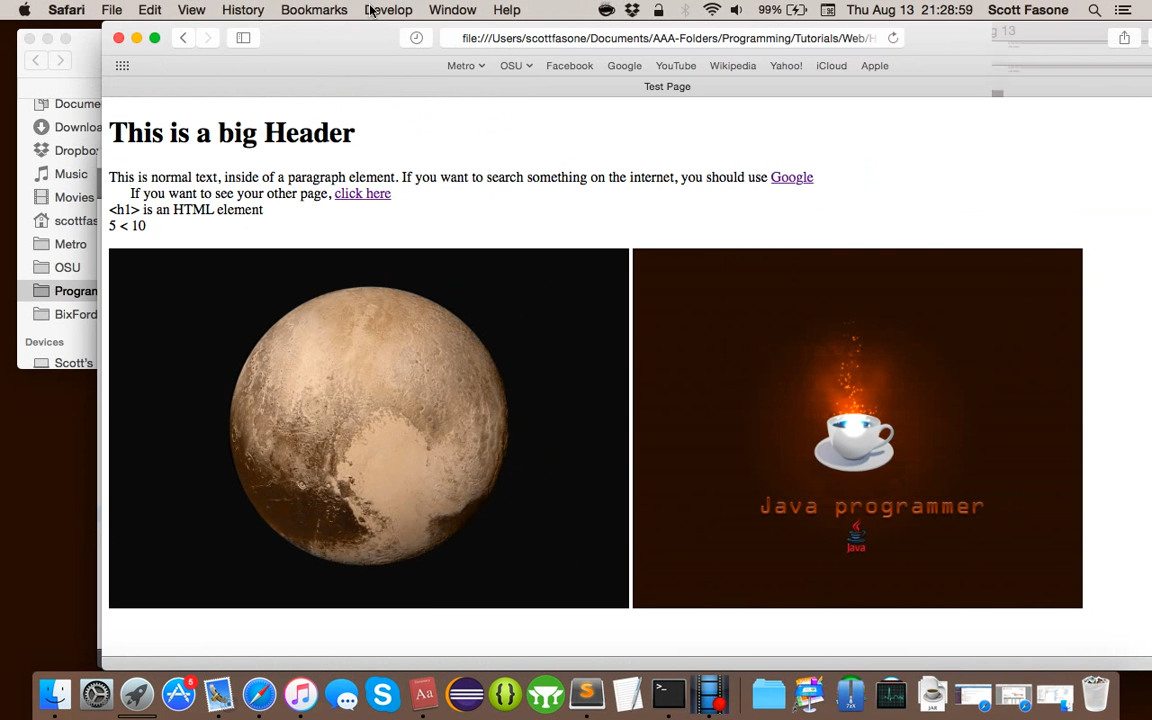 Safari File Edit View History Bookmarks Develop Window Help 99% Thu Aug 13 21:28:59 Scott Fasone
file:///Users/scottfasone/Documents/AAA-Folders/Programming/Tutorials/Web/H
13
Metro OSU Facebook Google YouTube Wikipedia Yahoo! iCloud Apple
Test Page
Docume
Downloa
Dropbo
Music
Movies
scottfas
Metro
OSU
Program
BixFord
Devices
Scott's
This is a big Header
This is normal text, inside of a paragraph element. If you want to search something on the internet, you should use Google
If you want to see your other page, click here
<h1> is an HTML element
5 < 10
Java programmer
Java
5
Aa
S
{}
>_
7zX
JAR